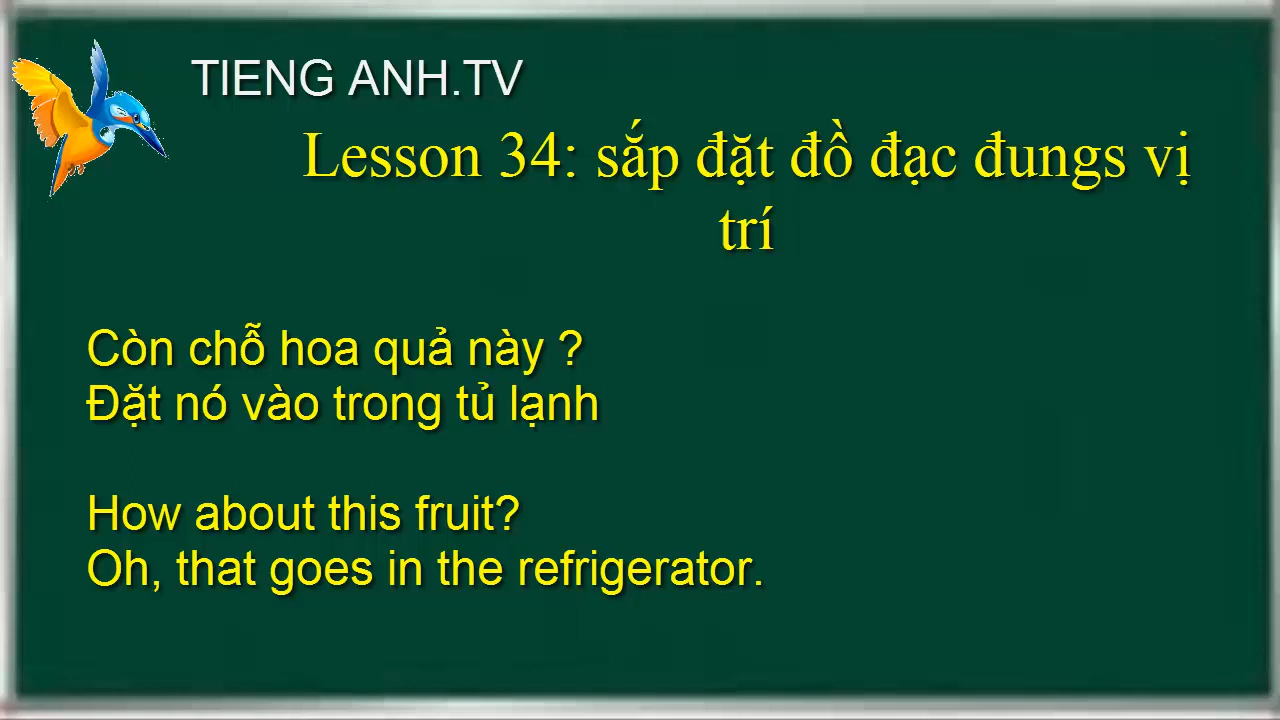 TIENG ANH.TV
Lesson 34: sắp đặt đồ đạc đungs vị
trí
Còn chỗ hoa quả này ?
Đặt nó vào trong tủ lạnh
How about this fruit?
Oh, that goes in the refrigerator.